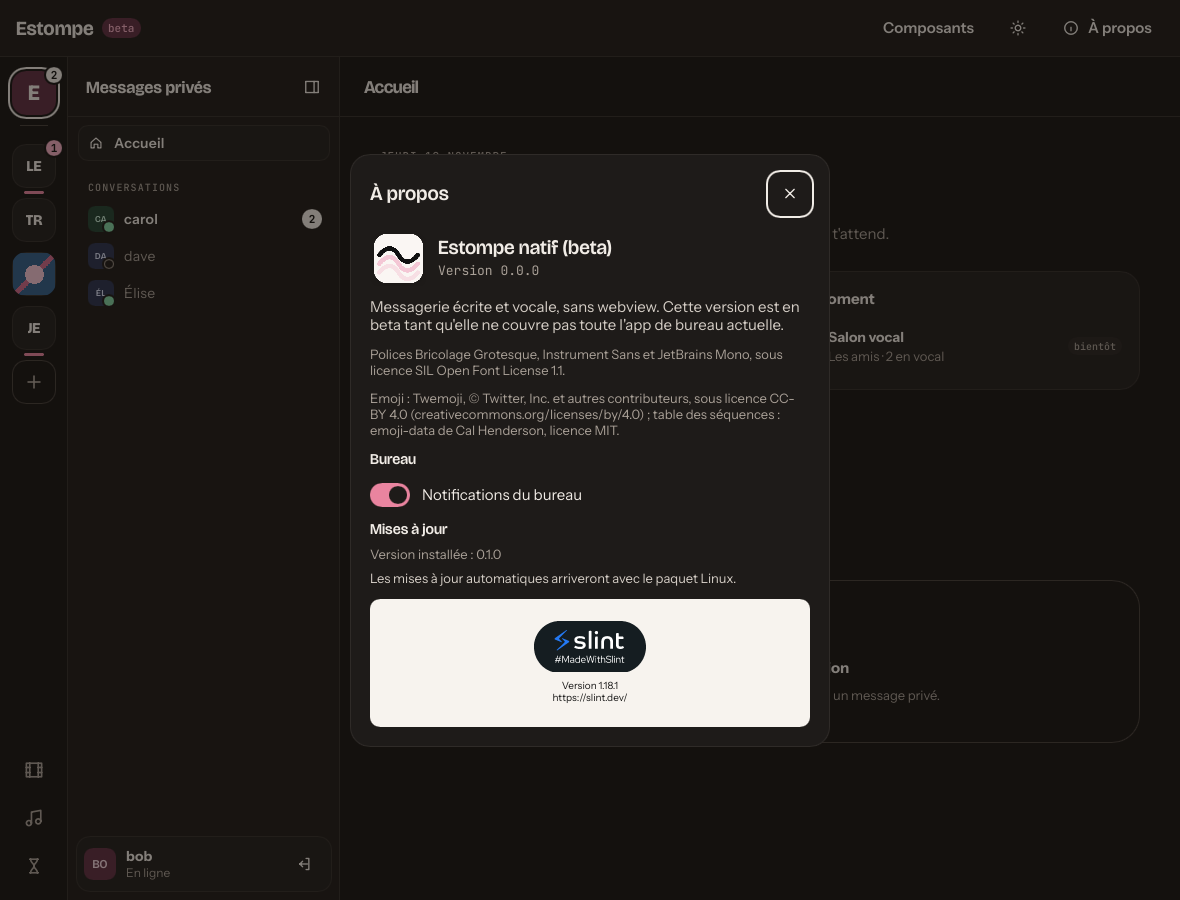 Estompe beta
Composants
À propos
E
2
Messages privés
Accueil
Accueil
LE
1
CONVERSATIONS
TR
CA
carol
2
DA
dave
ÉL
Élise
JE
t'attend.
oment
Salon vocal
Les amis · 2 en vocal
bientôt
on
un message privé.
BO
bob
En ligne
À propos
Estompe natif (beta)
Version 0.0.0
Messagerie écrite et vocale, sans webview. Cette version est en
beta tant qu'elle ne couvre pas toute l'app de bureau actuelle.
Polices Bricolage Grotesque, Instrument Sans et JetBrains Mono, sous
licence SIL Open Font License 1.1.
Emoji : Twemoji, © Twitter, Inc. et autres contributeurs, sous licence CC-
BY 4.0 (creativecommons.org/licenses/by/4.0) ; table des séquences :
emoji-data de Cal Henderson, licence MIT.
Bureau
Notifications du bureau
Mises à jour
Version installée : 0.1.0
Les mises à jour automatiques arriveront avec le paquet Linux.
slint
#MadeWithSlint
Version 1.18.1
https://slint.dev/